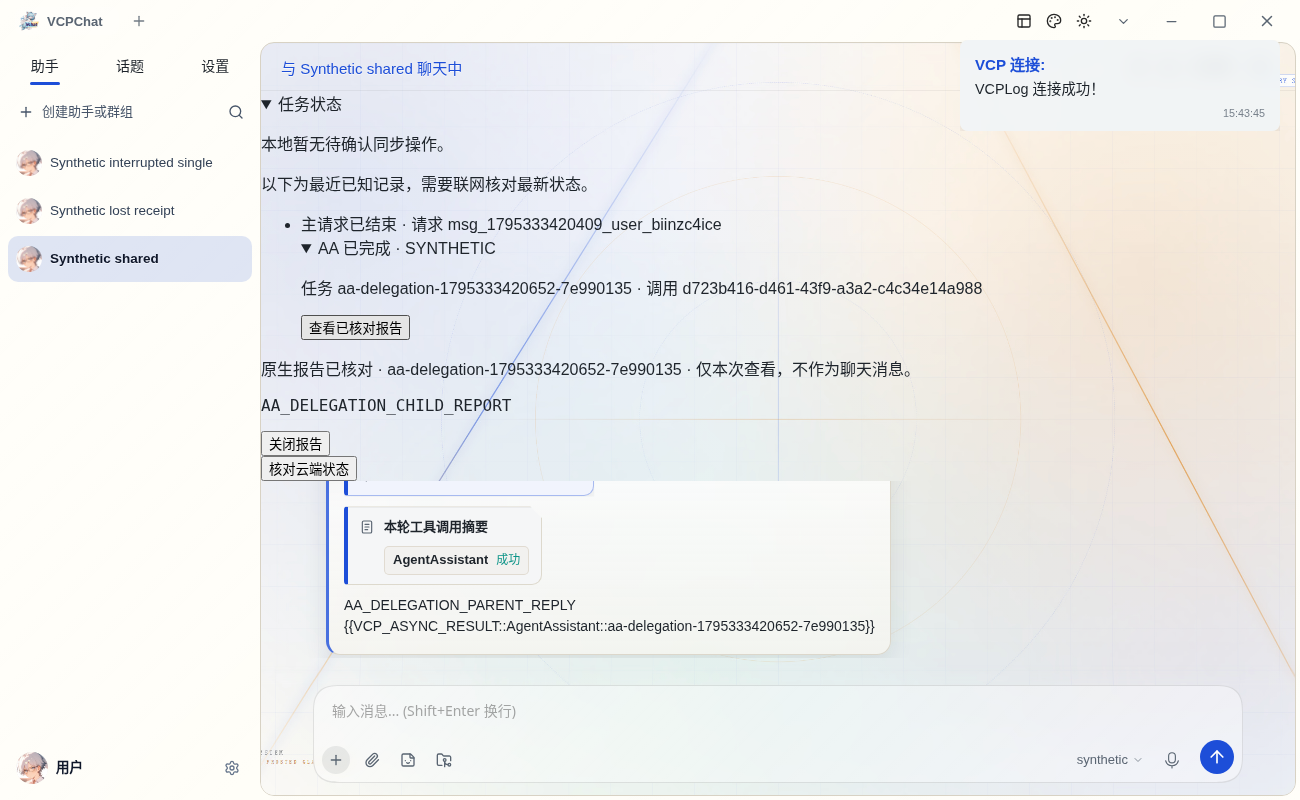 VCPChat
助手 话题 设置
创建助手或群组
Synthetic interrupted single
Synthetic lost receipt
Synthetic shared
用户
与 Synthetic shared 聊天中
VCP 连接:
VCPLog 连接成功!
15:43:45
任务状态
本地暂无待确认同步操作。
以下为最近已知记录，需要联网核对最新状态。
主请求已结束 · 请求 msg_1795333420409_user_biinzc4ice
AA 已完成 · SYNTHETIC
任务 aa-delegation-1795333420652-7e990135 · 调用 d723b416-d461-43f9-a3a2-c4c34e14a988
查看已核对报告
原生报告已核对 · aa-delegation-1795333420652-7e990135 · 仅本次查看，不作为聊天消息。
AA_DELEGATION_CHILD_REPORT
关闭报告
核对云端状态
本轮工具调用摘要
AgentAssistant 成功
AA_DELEGATION_PARENT_REPLY
{{VCP_ASYNC_RESULT::AgentAssistant::aa-delegation-1795333420652-7e990135}}
输入消息... (Shift+Enter 换行)
synthetic